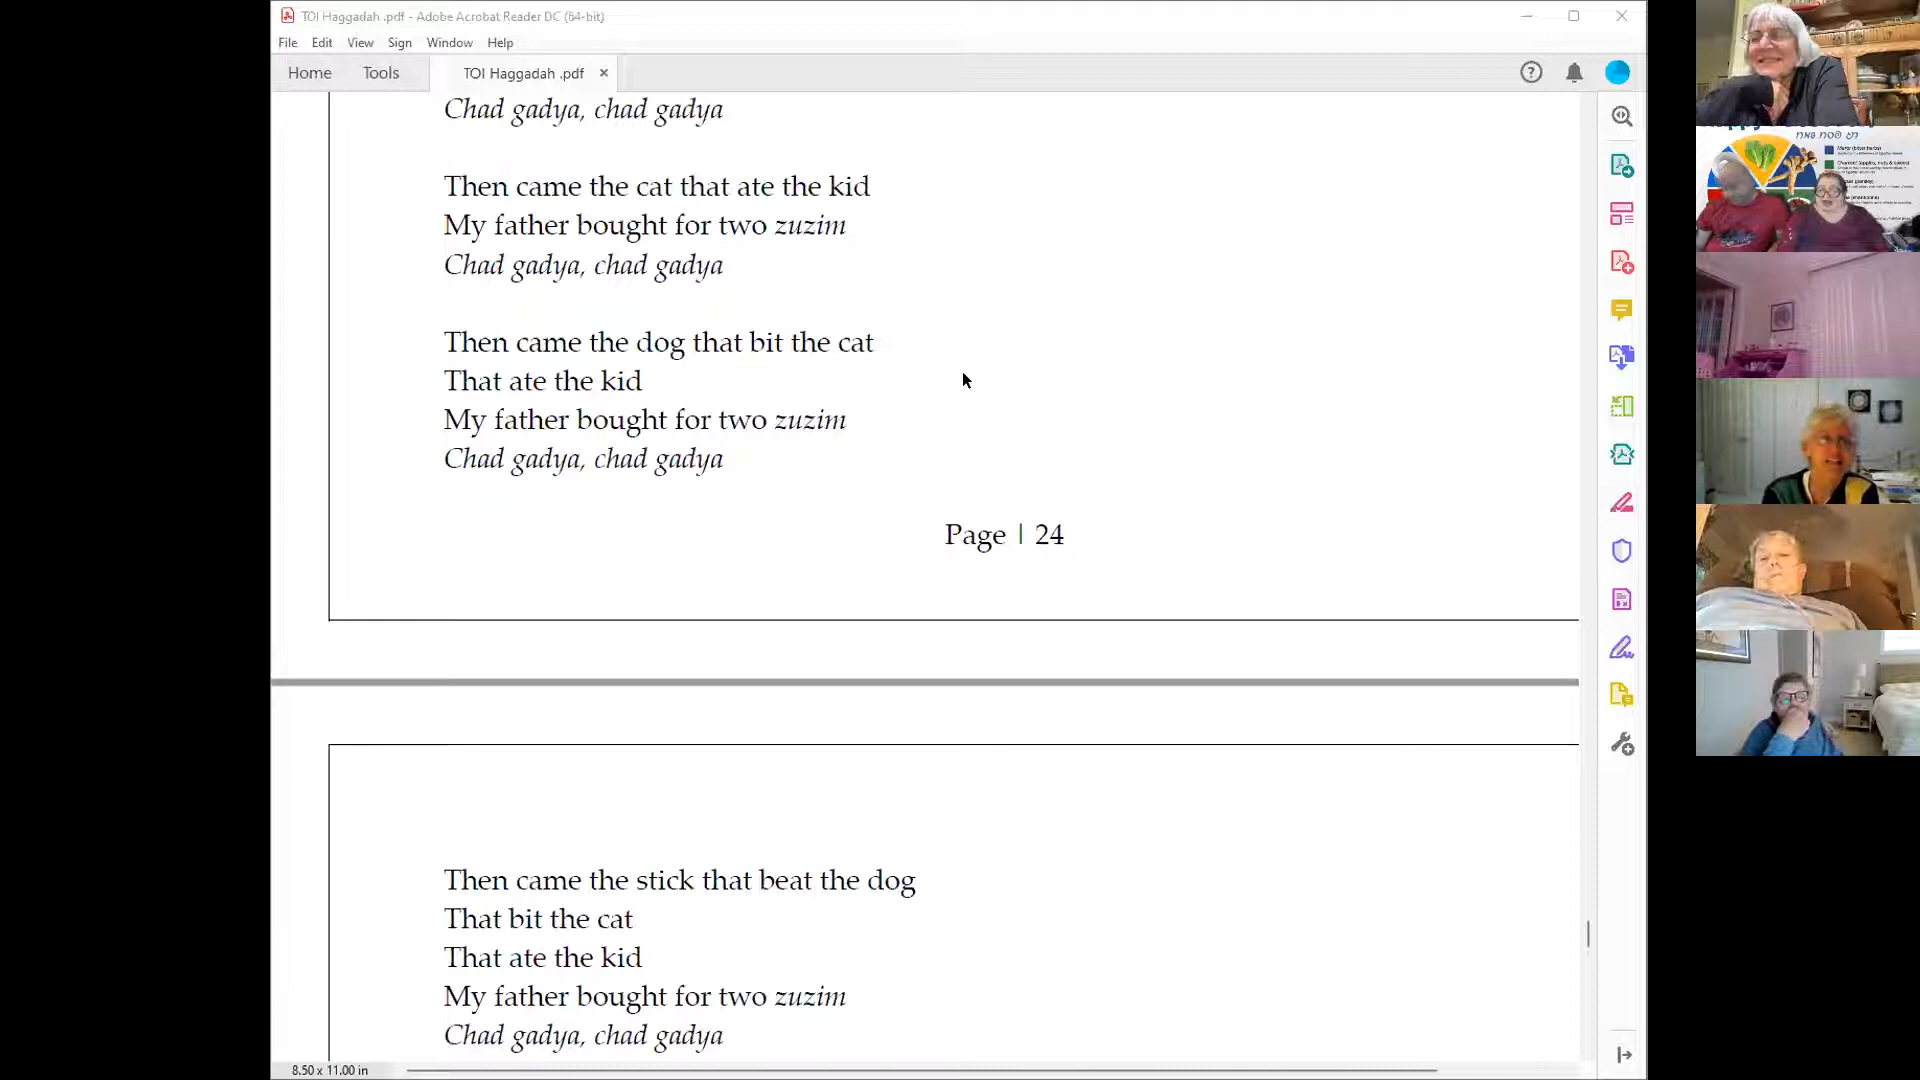 TOI Haggadah .pdf - Adobe Acrobat Reader DC (64-bit)
File Edit View Sign Window Help
Home Tools TOI Haggadah .pdf
Chad gadya, chad gadya
Then came the cat that ate the kid
My father bought for two zuzim
Chad gadya, chad gadya
Then came the dog that bit the cat
That ate the kid
My father bought for two zuzim
Chad gadya, chad gadya
Page | 24
Then came the stick that beat the dog
That bit the cat
That ate the kid
My father bought for two zuzim
Chad gadya, chad gadya
8.50 x 11.00 in